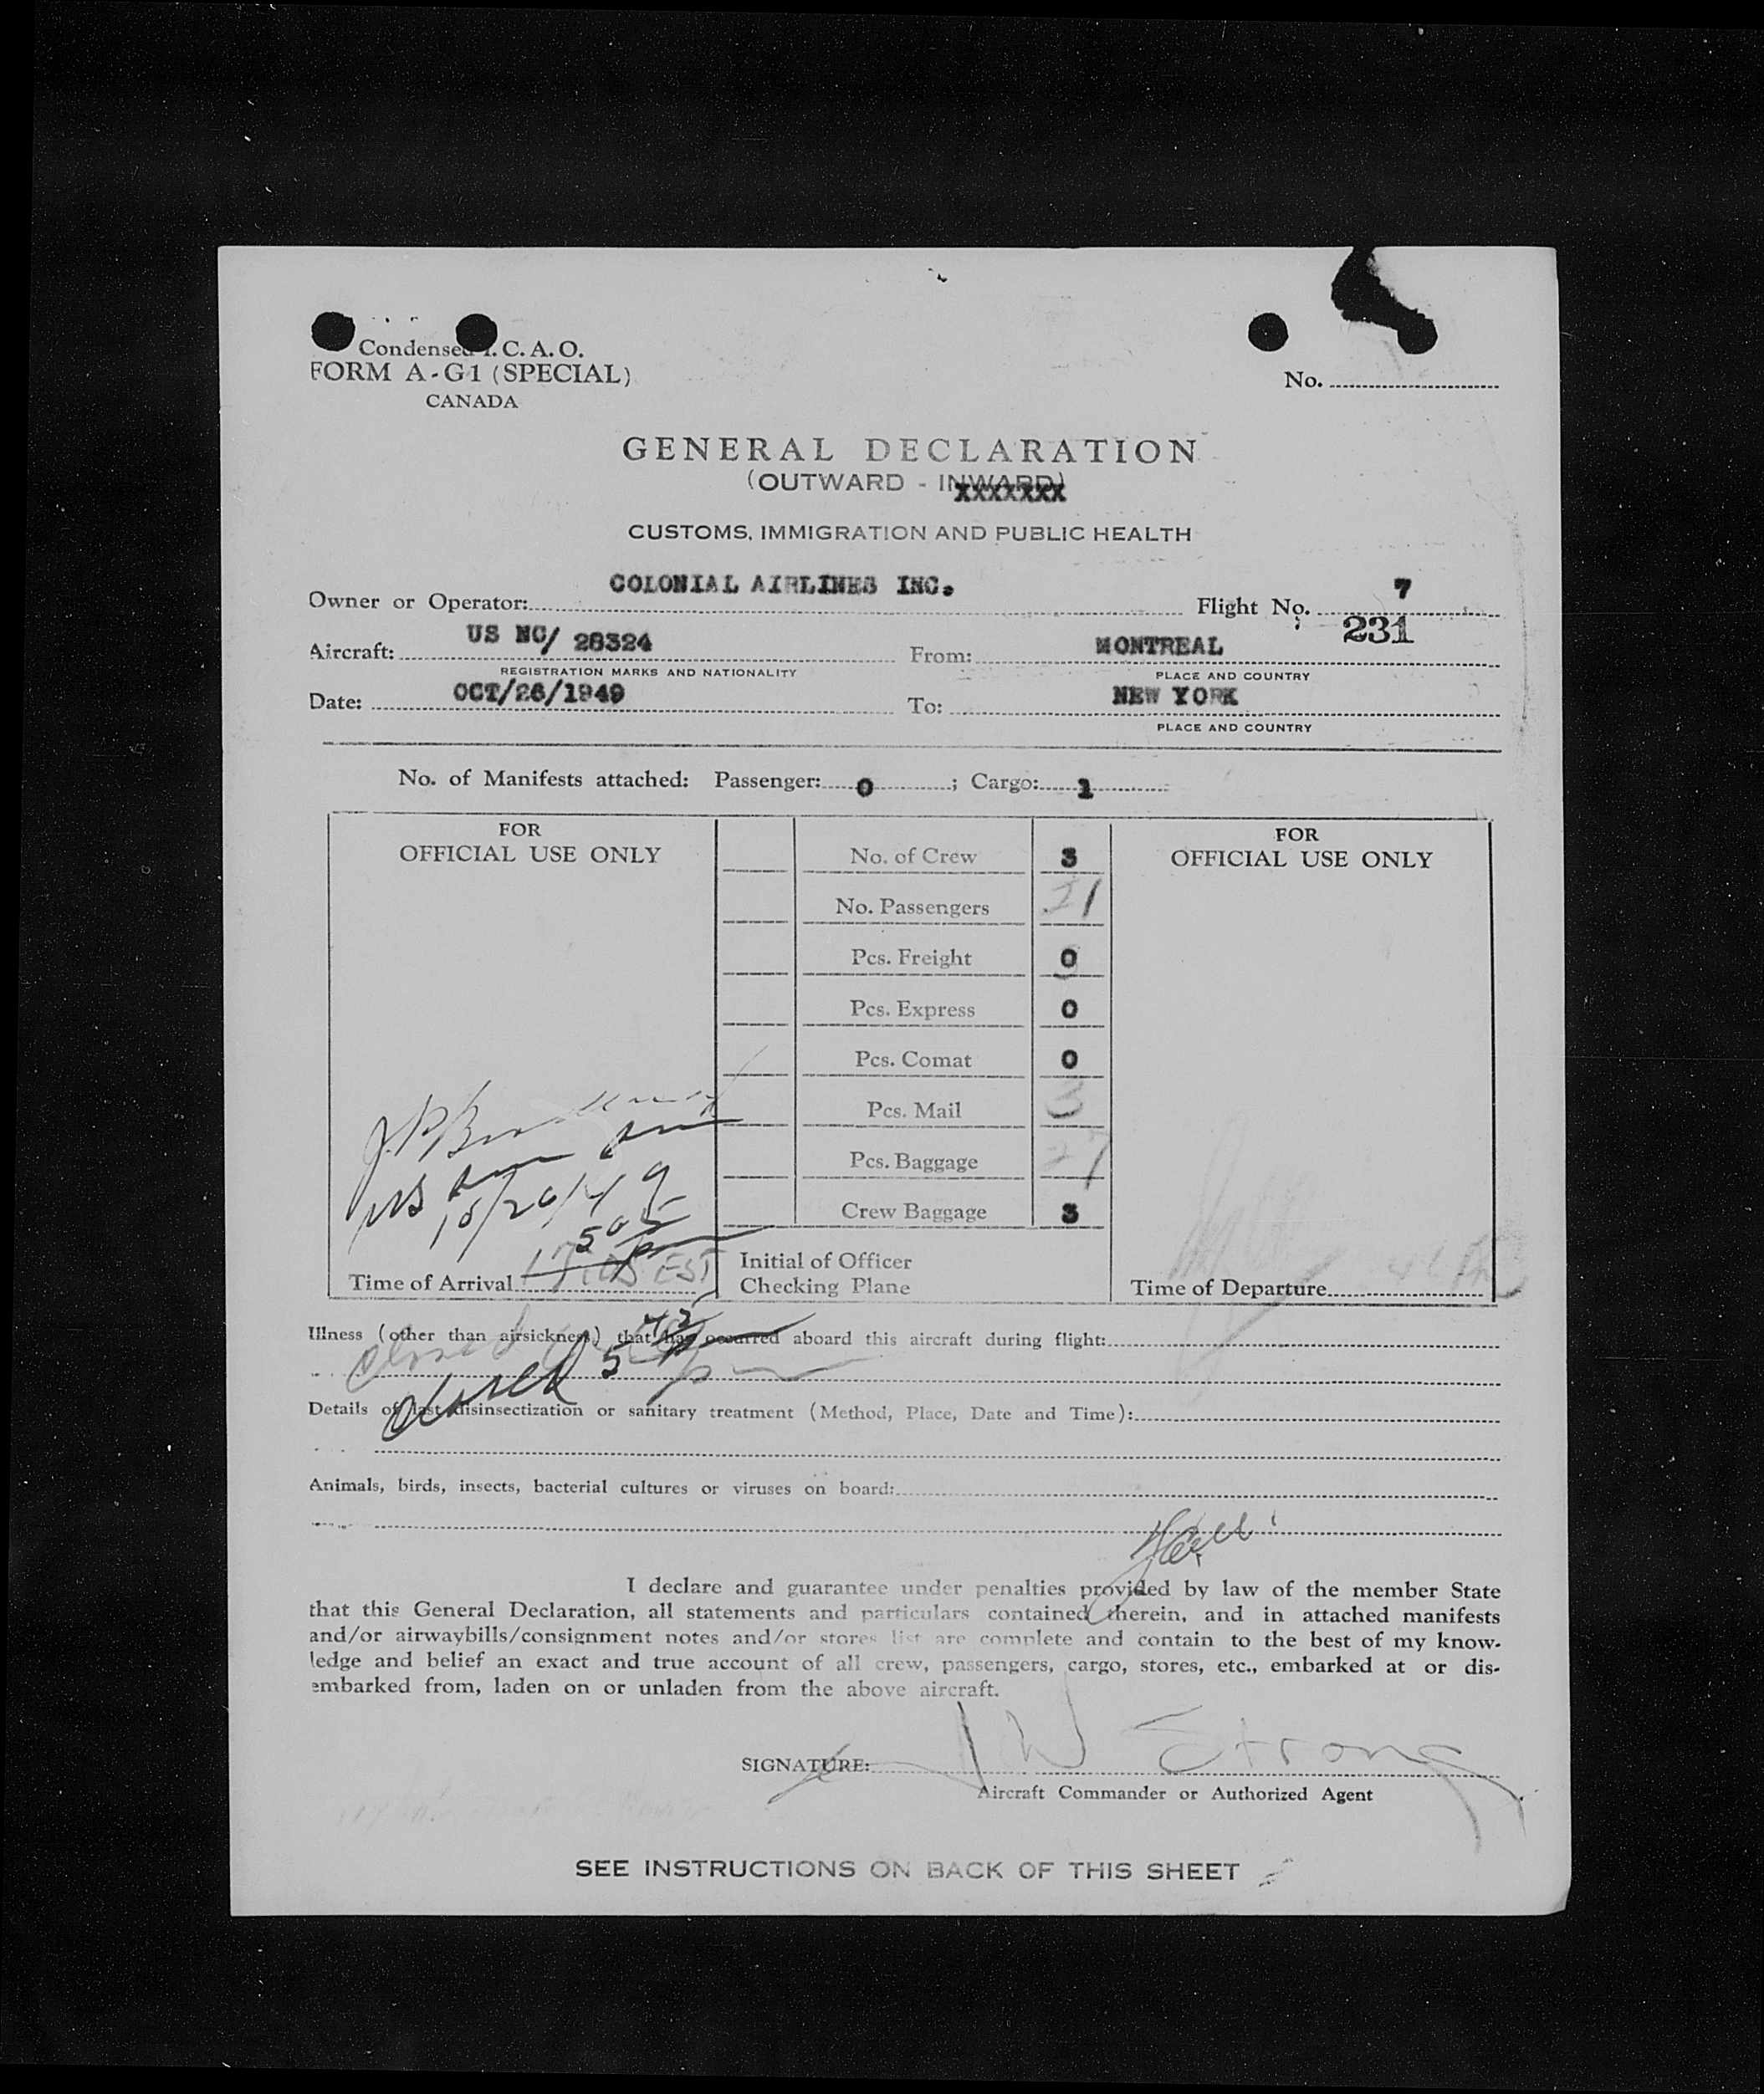 Condensed I. C. A. O.
FORM A-G1 (SPECIAL)
CANADA
No.
GENERAL DECLARATION
(OUTWARD - INWARD)
XXXXXXX
CUSTOMS, IMMIGRATION AND PUBLIC HEALTH
Owner or Operator: COLONIAL AIRLINES INC. Flight No. 7
231
Aircraft: US NC/ 28324 From: MONTREAL
REGISTRATION MARKS AND NATIONALITY PLACE AND COUNTRY
Date: OCT/26/1949 To: NEW YORK
PLACE AND COUNTRY
No. of Manifests attached: Passenger: 0 ; Cargo: 1
FOR
OFFICIAL USE ONLY
No. of Crew 3
No. Passengers 21
Pcs. Freight 0
Pcs. Express 0
Pcs. Comat 0
Pcs. Mail 3
Pcs. Baggage 27
Crew Baggage 3
FOR
OFFICIAL USE ONLY
J. P.
US
10/26/49
505
Time of Arrival EST
Initial of Officer
Checking Plane
Time of Departure
Illness (other than airsickness) that has occurred aboard this aircraft during flight:
closed 5 45
Details of last disinsectization or sanitary treatment (Method, Place, Date and Time):
Animals, birds, insects, bacterial cultures or viruses on board:
I declare and guarantee under penalties provided by law of the member State
that this General Declaration, all statements and particulars contained therein, and in attached manifests
and/or airwaybills/consignment notes and/or stores list are complete and contain to the best of my know-
ledge and belief an exact and true account of all crew, passengers, cargo, stores, etc., embarked at or dis-
embarked from, laden on or unladen from the above aircraft.
SIGNATURE: J W Strong
Aircraft Commander or Authorized Agent
SEE INSTRUCTIONS ON BACK OF THIS SHEET